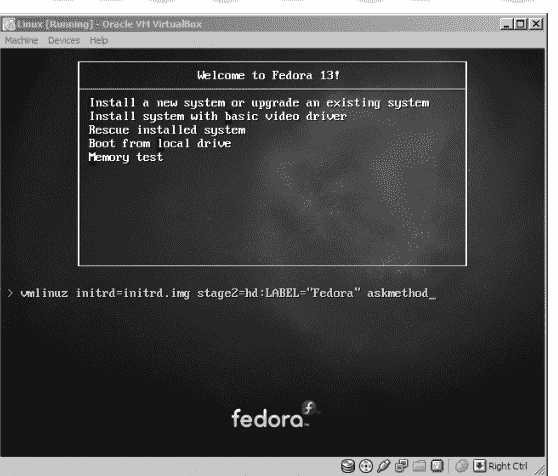 Linux [Running] - Oracle VM VirtualBox
Machine Devices Help
Welcome to Fedora 13!
Install a new system or upgrade an existing system
Install system with basic video driver
Rescue installed system
Boot from local drive
Memory test
> vmlinuz initrd=initrd.img stage2=hd:LABEL="Fedora" askmethod_
fedora
Right Ctrl